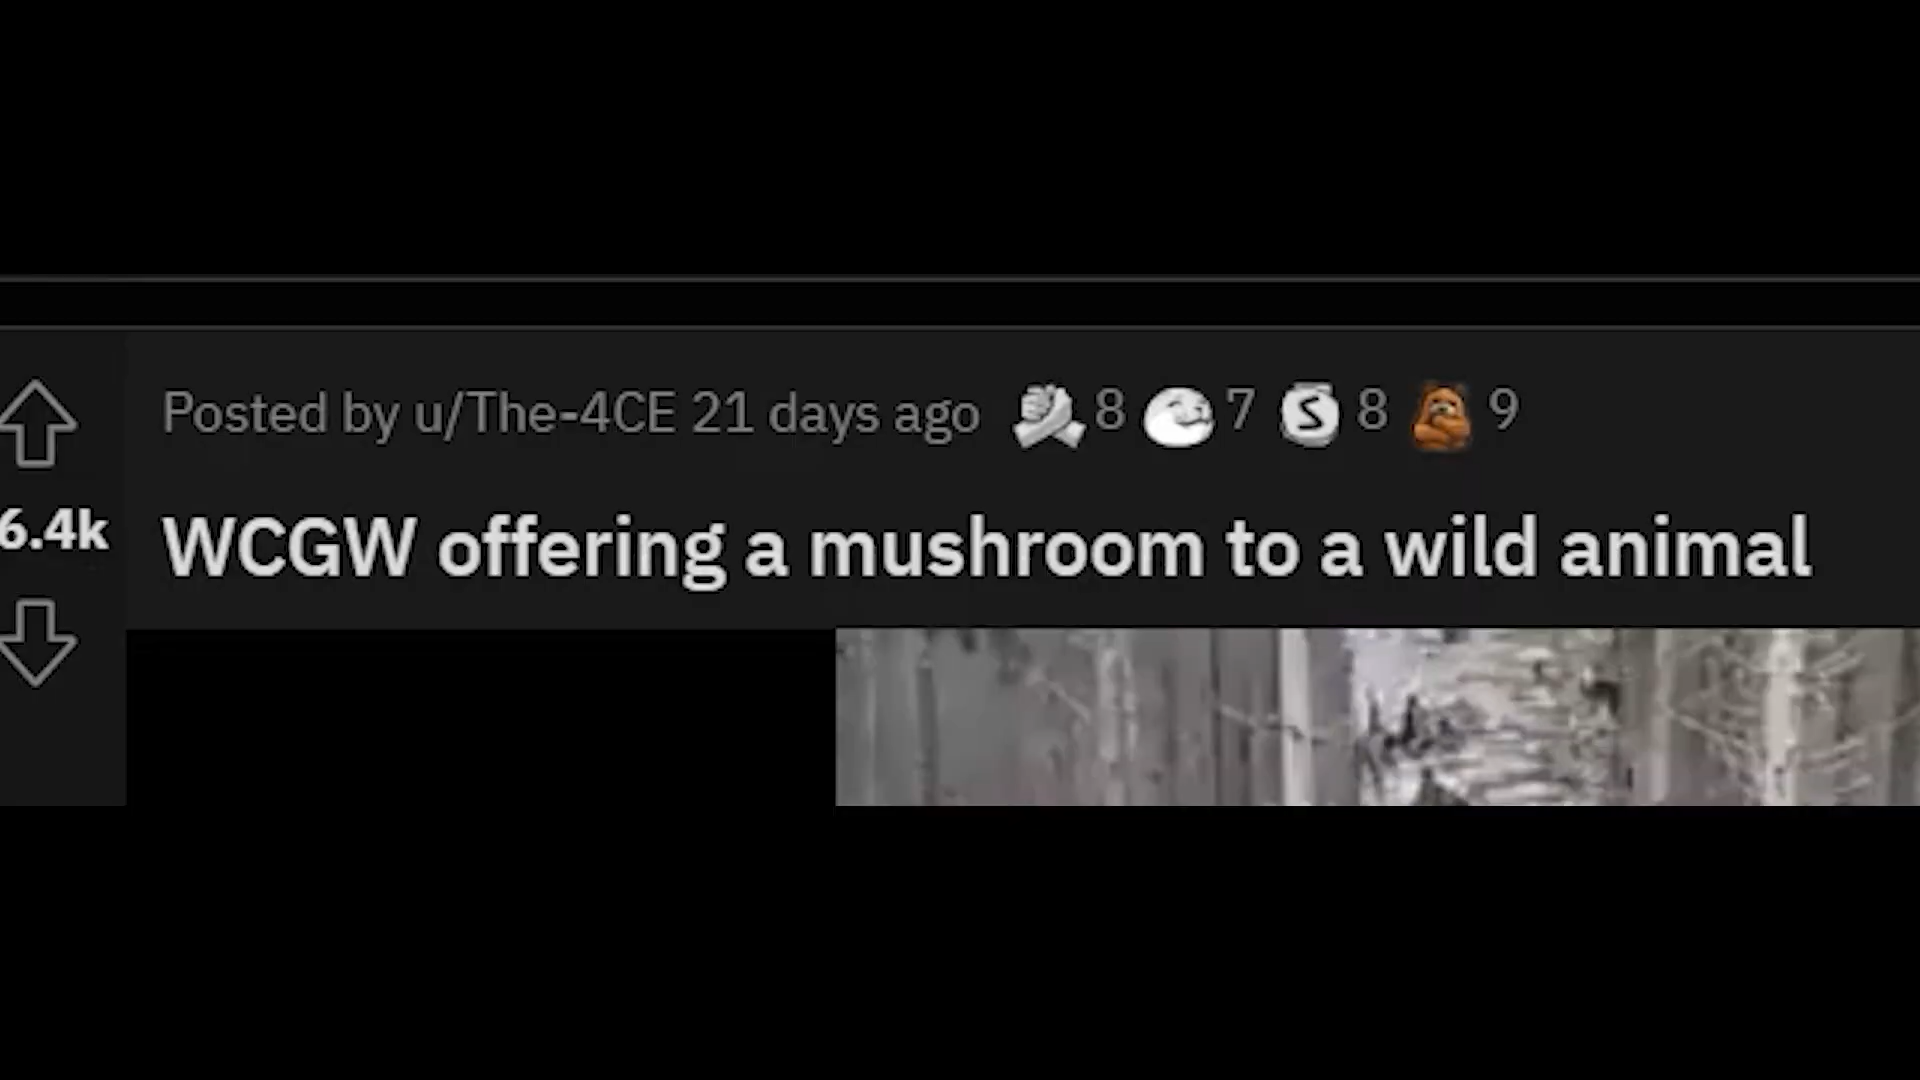 Posted by u/The-4CE 21 days ago 8 7 S 8 9
6.4k
WCGW offering a mushroom to a wild animal